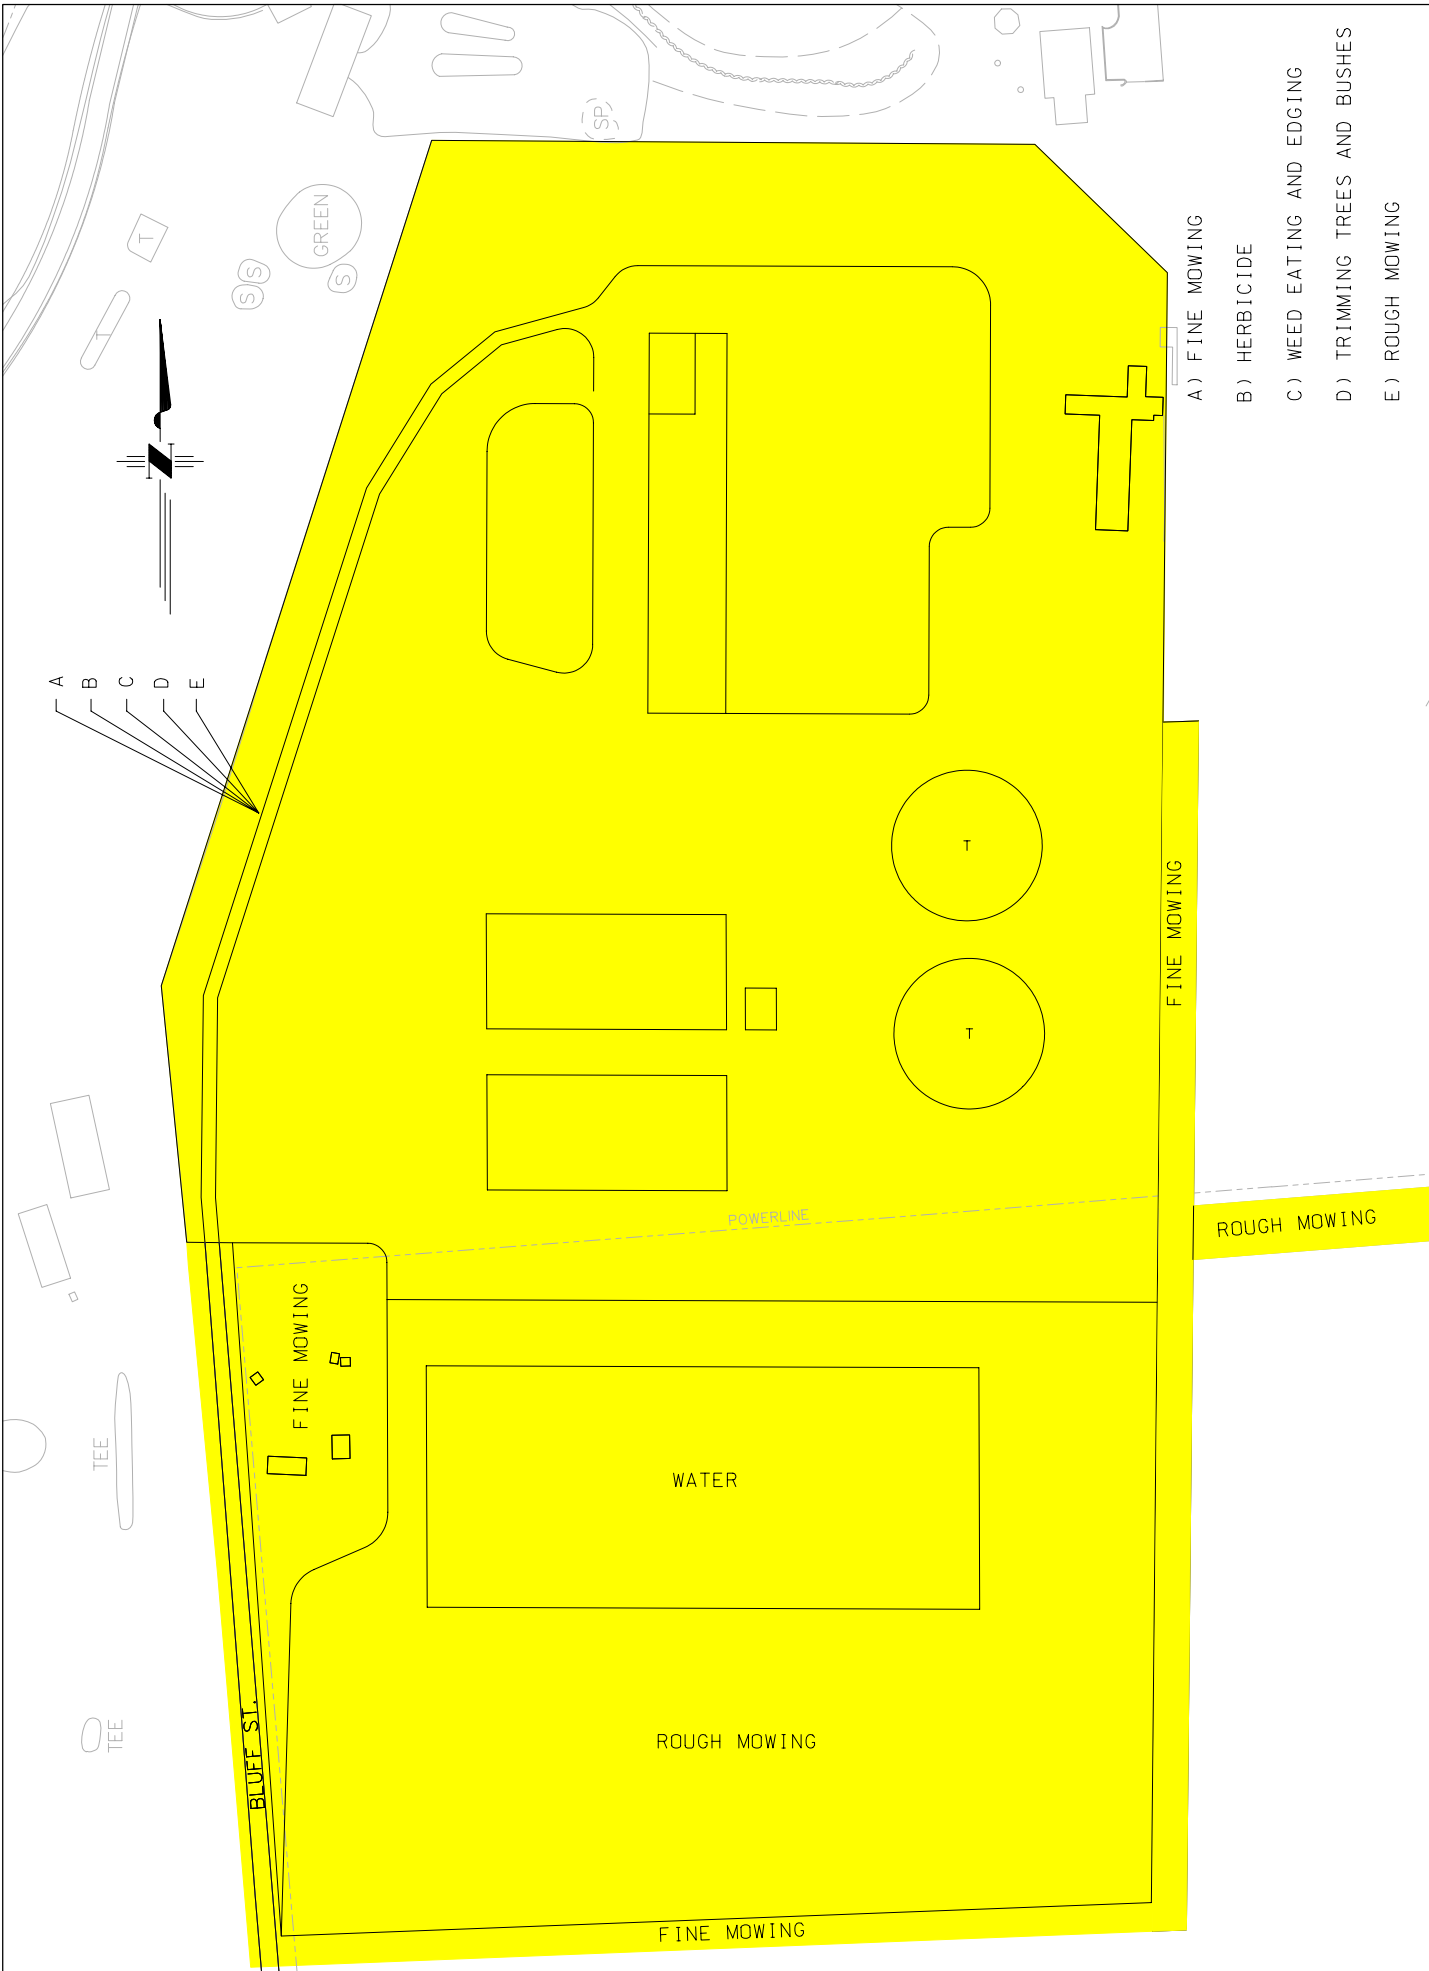 SP
T
GREEN
S
S
S
T
A
B
C
D
E
N
A) FINE MOWING
B) HERBICIDE
C) WEED EATING AND EDGING
D) TRIMMING TREES AND BUSHES
E) ROUGH MOWING
T
T
FINE MOWING
POWERLINE
ROUGH MOWING
FINE MOWING
TEE
WATER
TEE
BLUFF ST.
ROUGH MOWING
FINE MOWING